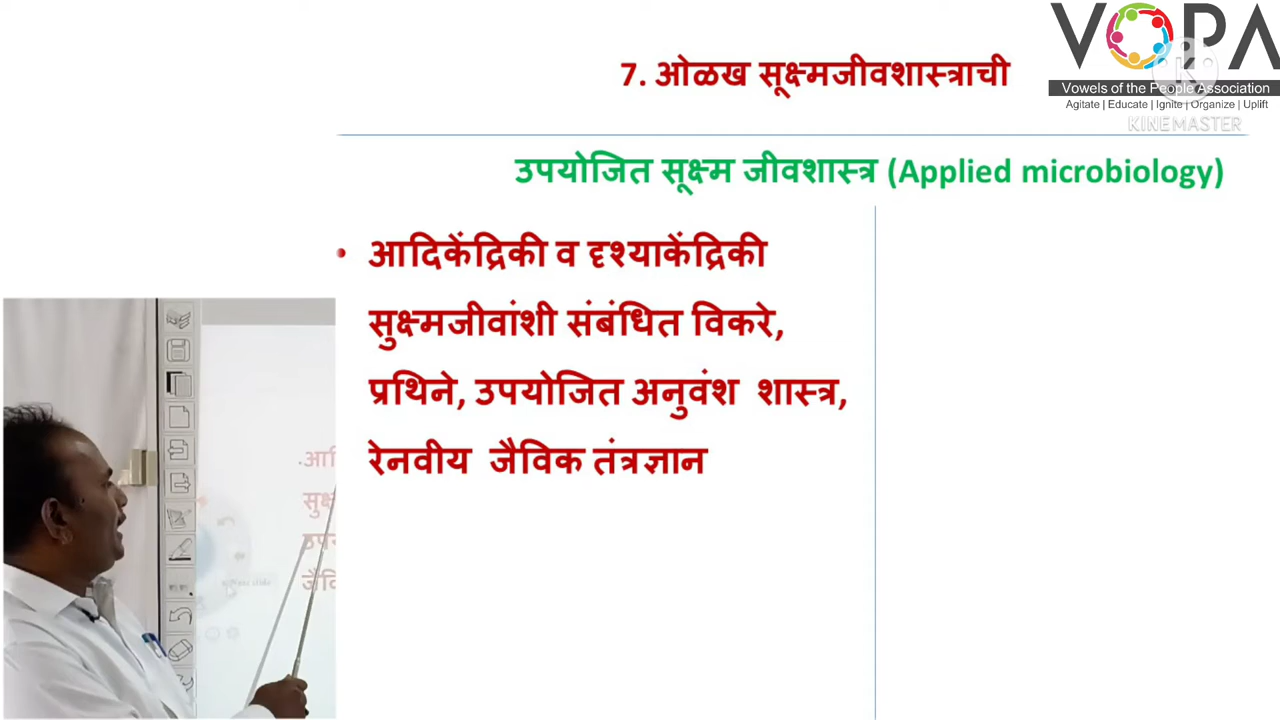 VOPA
Vowels of the People Association
Agitate | Educate | Ignite | Organize | Uplift
KINEMASTER
7. ओळख सूक्ष्मजीवशास्त्राची
उपयोजित सूक्ष्म जीवशास्त्र (Applied microbiology)
• आदिकेंद्रिकी व दृश्याकेंद्रिकी
सुक्ष्मजीवांशी संबंधित विकरे,
प्रथिने, उपयोजित अनुवंश शास्त्र,
रेनवीय जैविक तंत्रज्ञान